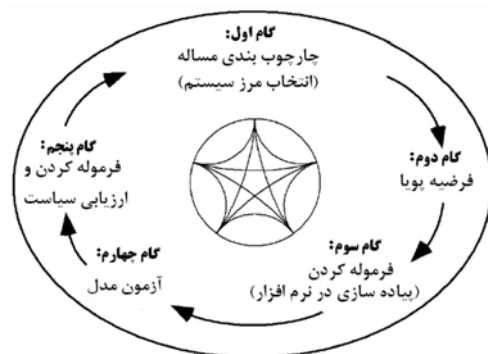 گام اول:
چارچوب بندی مساله
(انتخاب مرز سیستم)
گام دوم:
فرضیه پویا
گام سوم:
فرموله کردن
(پیاده سازی در نرم افزار)
گام چهارم:
آزمون مدل
گام پنجم:
فرموله کردن و
ارزیابی سیاست